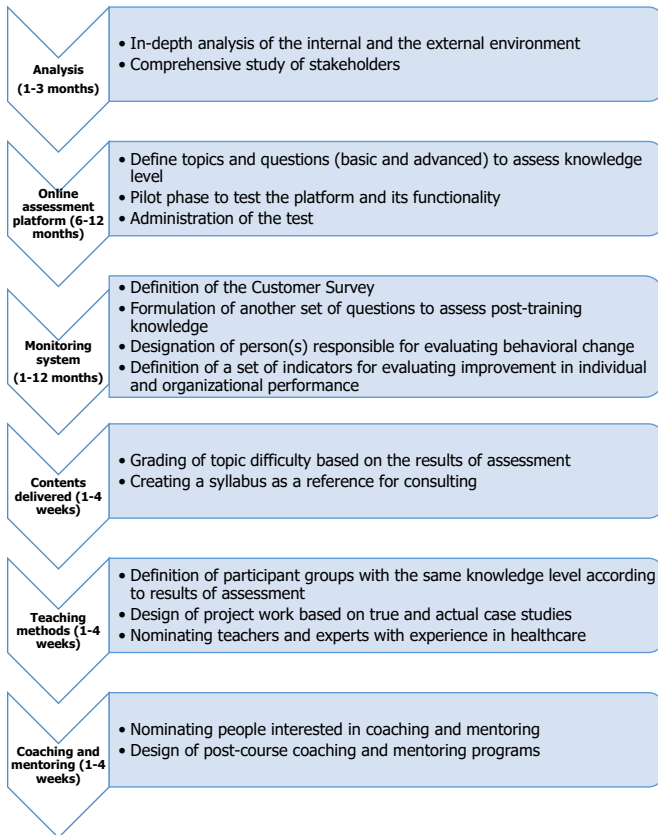 Analysis
(1-3 months)
• In-depth analysis of the internal and the external environment
• Comprehensive study of stakeholders
Online
assessment
platform (6-12
months)
• Define topics and questions (basic and advanced) to assess knowledge
level
• Pilot phase to test the platform and its functionality
• Administration of the test
Monitoring
system
(1-12 months)
• Definition of the Customer Survey
• Formulation of another set of questions to assess post-training
knowledge
• Designation of person(s) responsible for evaluating behavioral change
• Definition of a set of indicators for evaluating improvement in individual
and organizational performance
Contents
delivered (1-4
weeks)
• Grading of topic difficulty based on the results of assessment
• Creating a syllabus as a reference for consulting
Teaching
methods (1-4
weeks)
• Definition of participant groups with the same knowledge level according
to results of assessment
• Design of project work based on true and actual case studies
• Nominating teachers and experts with experience in healthcare
Coaching and
mentoring (1-4
weeks)
• Nominating people interested in coaching and mentoring
• Design of post-course coaching and mentoring programs